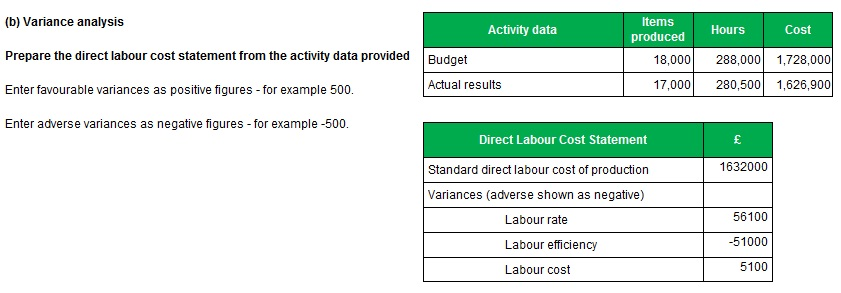 (b) Variance analysis
Prepare the direct labour cost statement from the activity data provided
Enter favourable variances as positive figures - for example 500.
Enter adverse variances as negative figures - for example -500.
Activity data Items produced Hours Cost
Budget 18,000 288,000 1,728,000
Actual results 17,000 280,500 1,626,900
Direct Labour Cost Statement £
Standard direct labour cost of production 1632000
Variances (adverse shown as negative)
Labour rate 56100
Labour efficiency -51000
Labour cost 5100